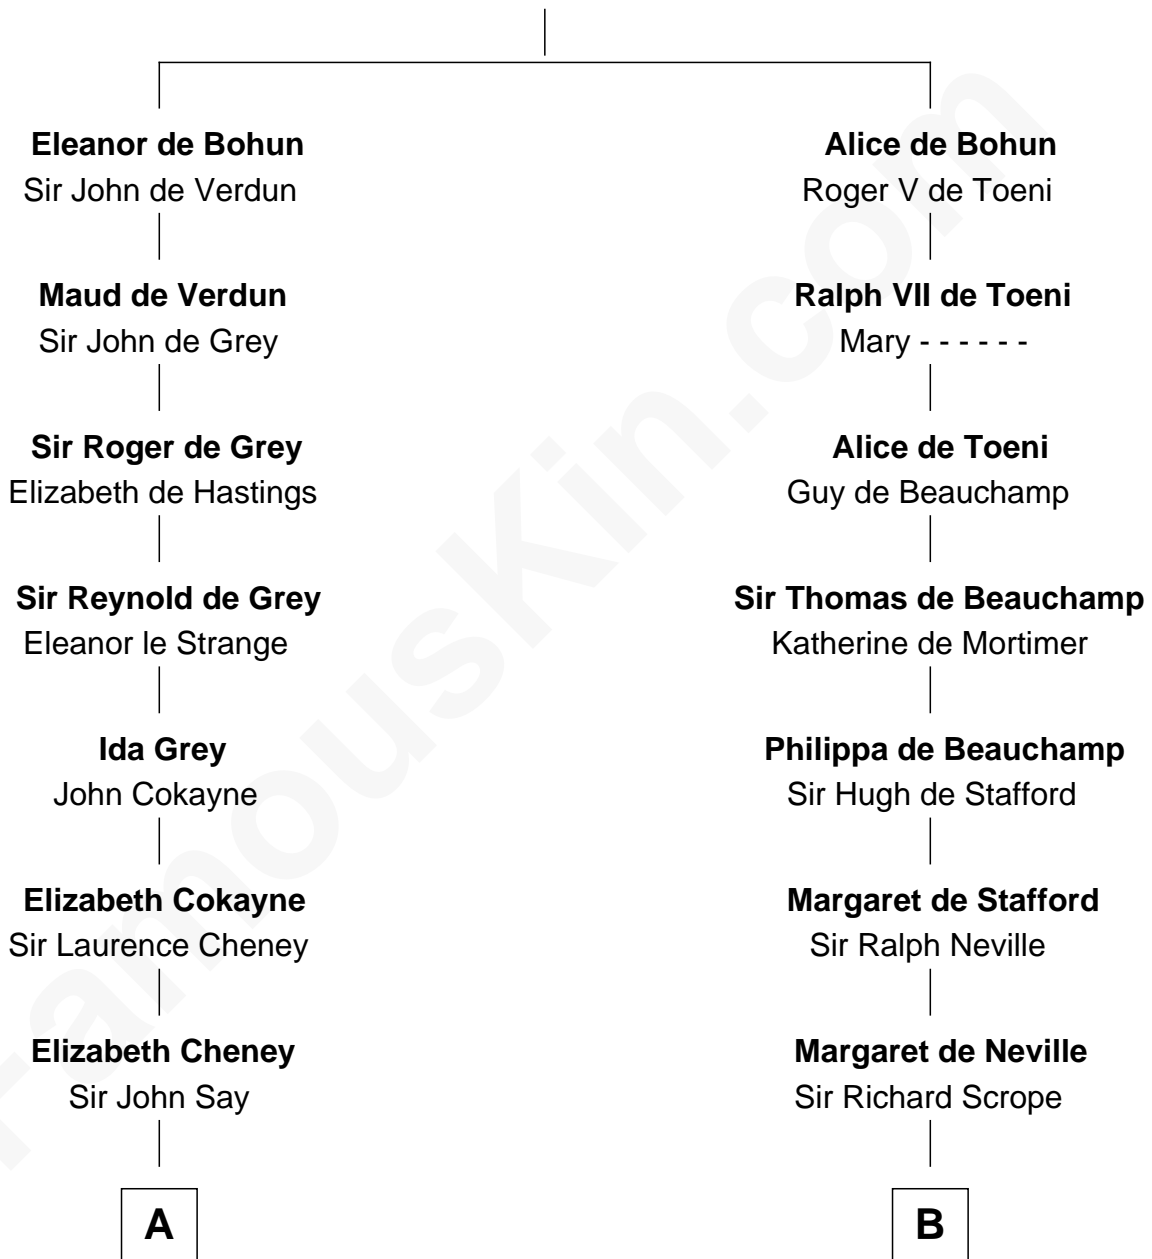 Eleanor de Bohun
Sir John de Verdun
Maud de Verdun
Sir John de Grey
Sir Roger de Grey
Elizabeth de Hastings
Sir Reynold de Grey
Eleanor le Strange
Ida Grey
John Cokayne
Elizabeth Cokayne
Sir Laurence Cheney
Elizabeth Cheney
Sir John Say
A
Alice de Bohun
Roger V de Toeni
Ralph VII de Toeni
Mary - - - - - -
Alice de Toeni
Guy de Beauchamp
Sir Thomas de Beauchamp
Katherine de Mortimer
Philippa de Beauchamp
Sir Hugh de Stafford
Margaret de Stafford
Sir Ralph Neville
Margaret de Neville
Sir Richard Scrope
B
FamousKin.com